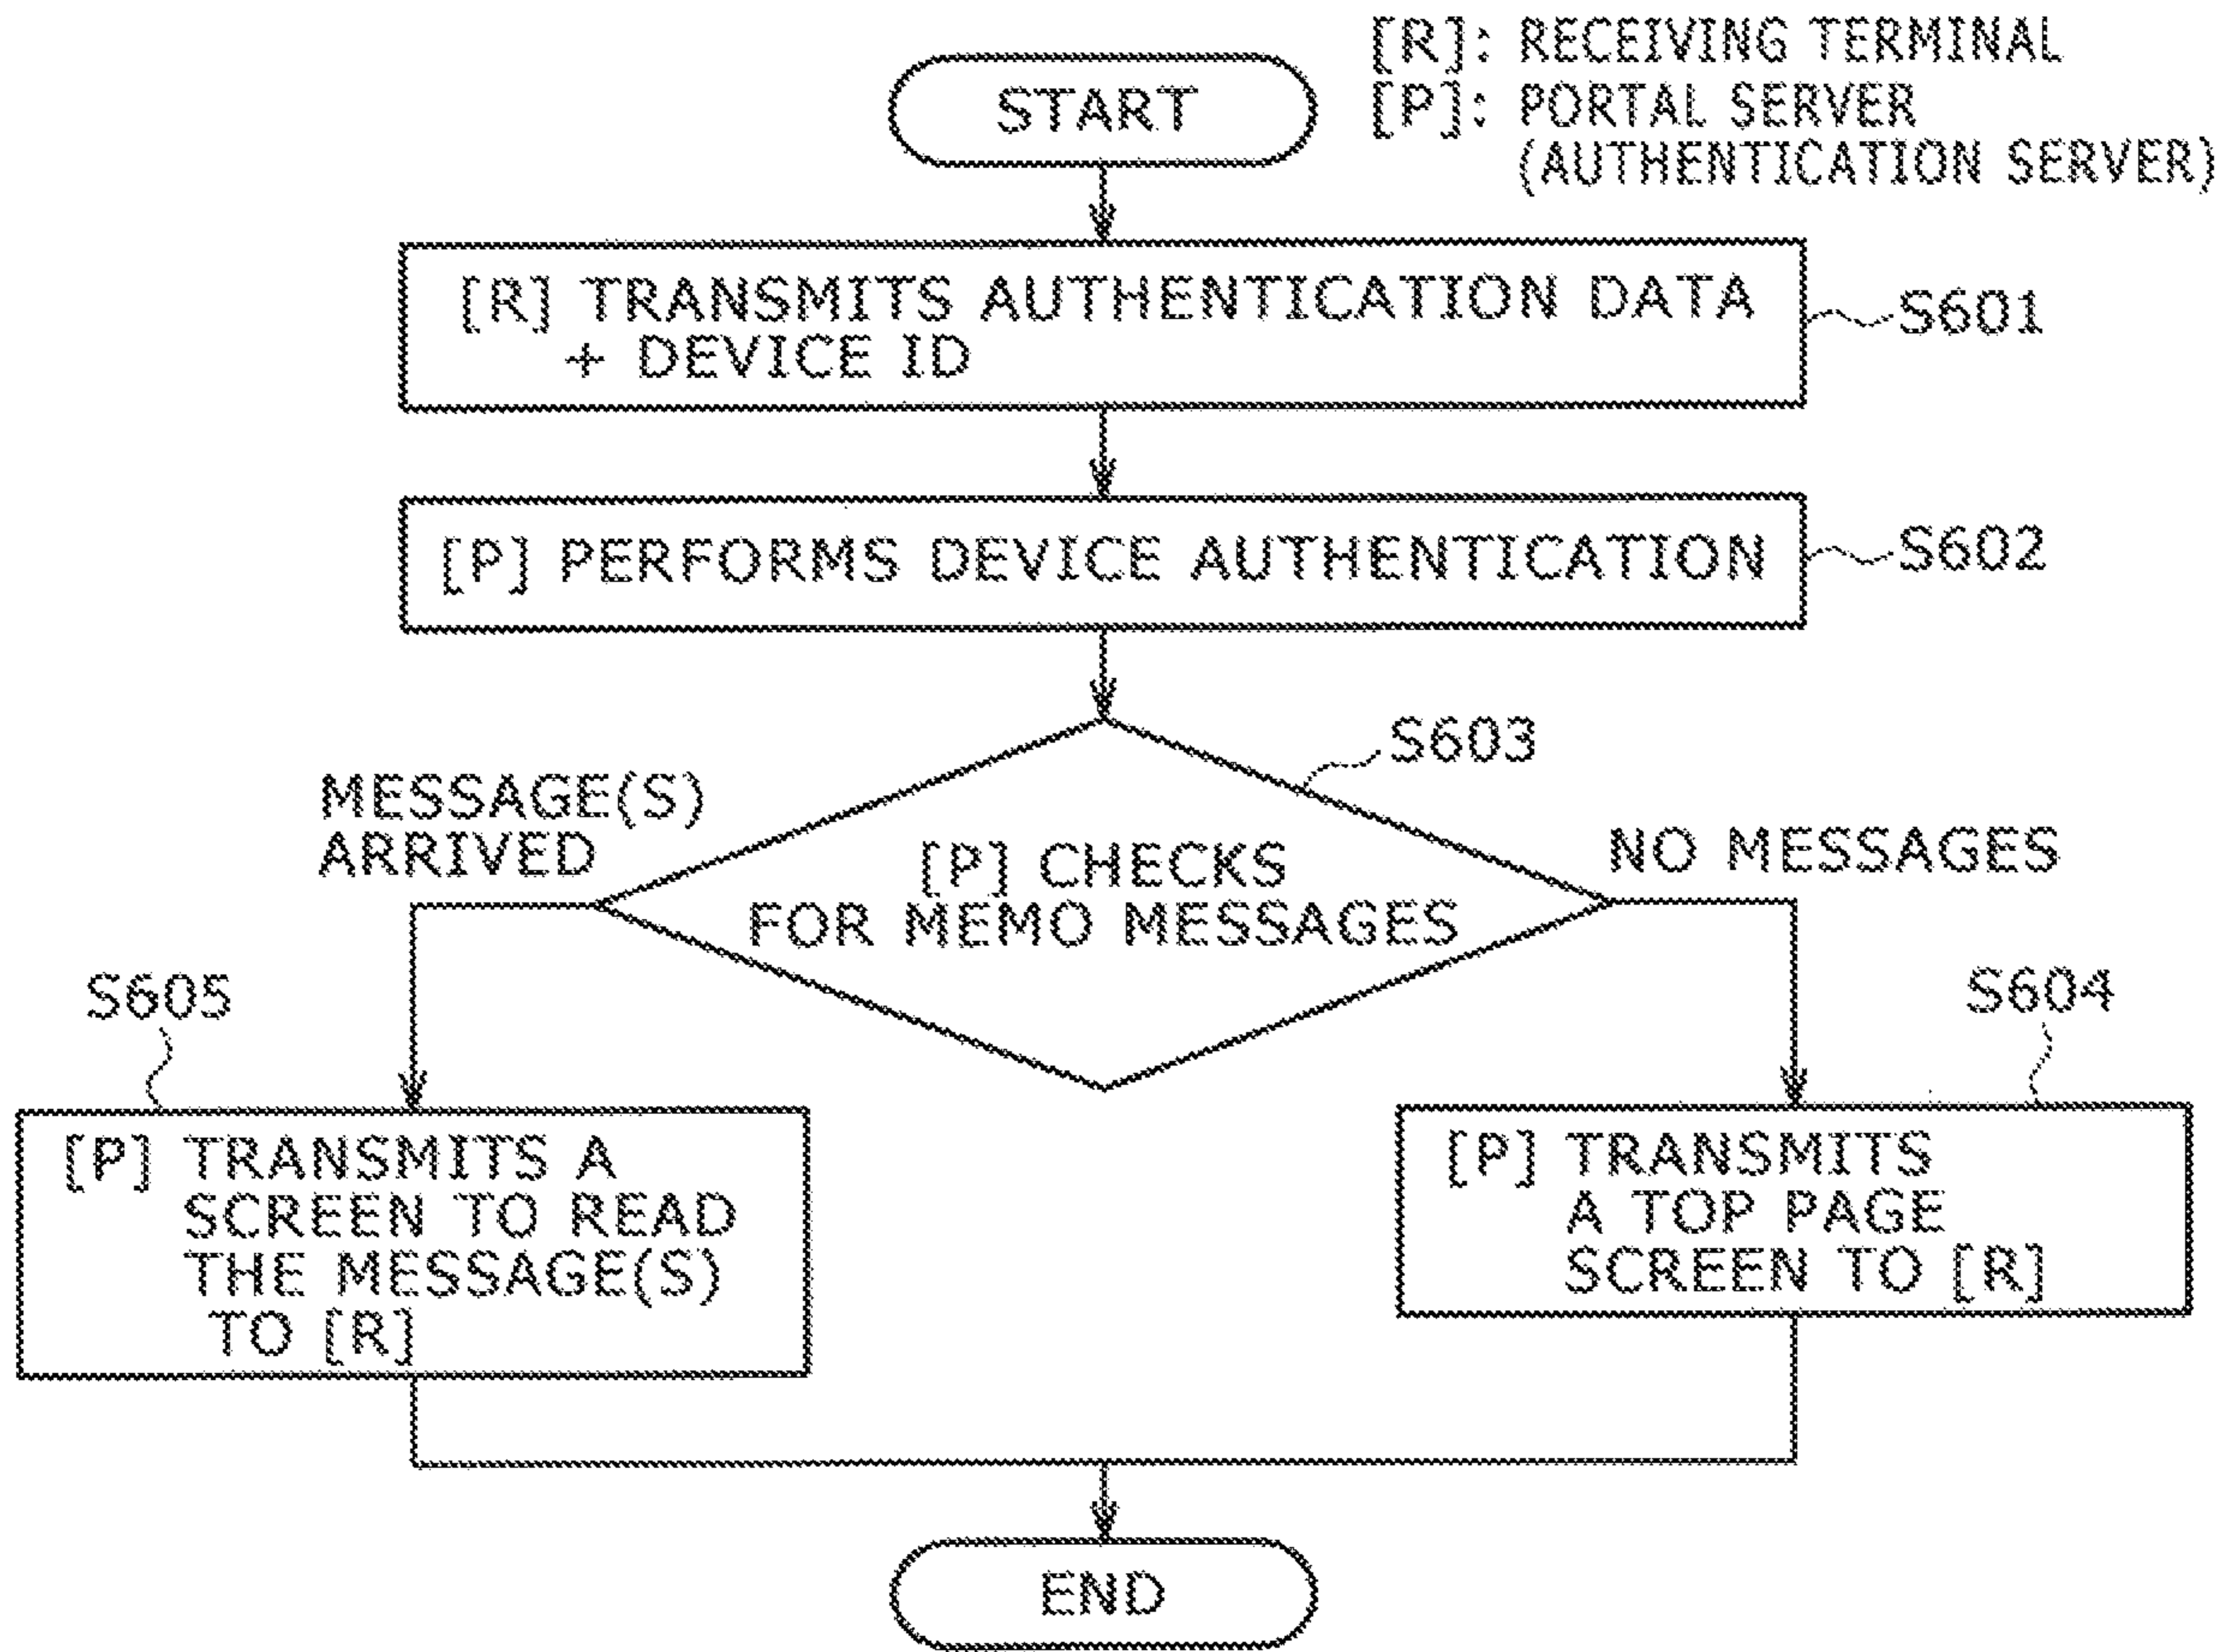 [R]: RECEIVING TERMINAL
[P]: PORTAL SERVER
(AUTHENTICATION SERVER)
START
[R] TRANSMITS AUTHENTICATION DATA
+ DEVICE ID
S601
[P] PERFORMS DEVICE AUTHENTICATION
S602
S603
MESSAGE(S)
ARRIVED
[P] CHECKS
FOR MEMO MESSAGES
NO MESSAGES
S605
[P] TRANSMITS A
SCREEN TO READ
THE MESSAGE(S)
TO [R]
S604
[P] TRANSMITS
A TOP PAGE
SCREEN TO [R]
END